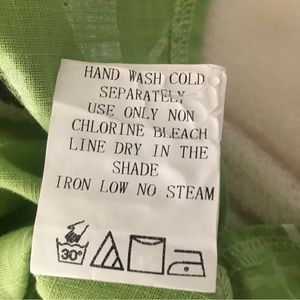 HAND WASH COLD
SEPARATELY
USE ONLY NON
CHLORINE BLEACH
LINE DRY IN THE
SHADE
IRON LOW NO STEAM
30°